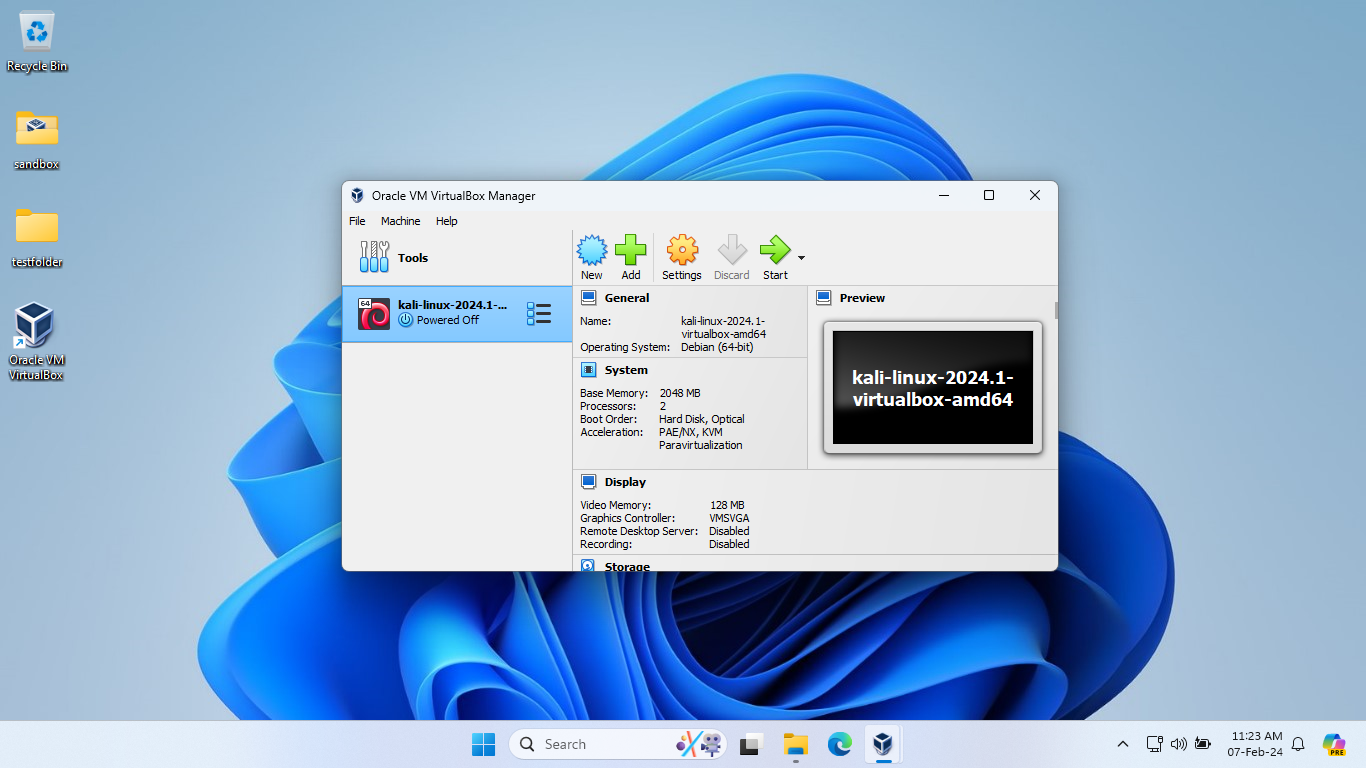 Recycle Bin
sandbox
testfolder
Oracle VM
VirtualBox
Oracle VM VirtualBox Manager
File Machine Help
Tools
64
kali-linux-2024.1-...
Powered Off
New Add Settings Discard Start
General
Name: kali-linux-2024.1-
virtualbox-amd64
Operating System: Debian (64-bit)
System
Base Memory: 2048 MB
Processors: 2
Boot Order: Hard Disk, Optical
Acceleration: PAE/NX, KVM
Paravirtualization
Preview
kali-linux-2024.1-
virtualbox-amd64
Display
Video Memory: 128 MB
Graphics Controller: VMSVGA
Remote Desktop Server: Disabled
Recording: Disabled
Storage
Search
11:23 AM
07-Feb-24
PRE